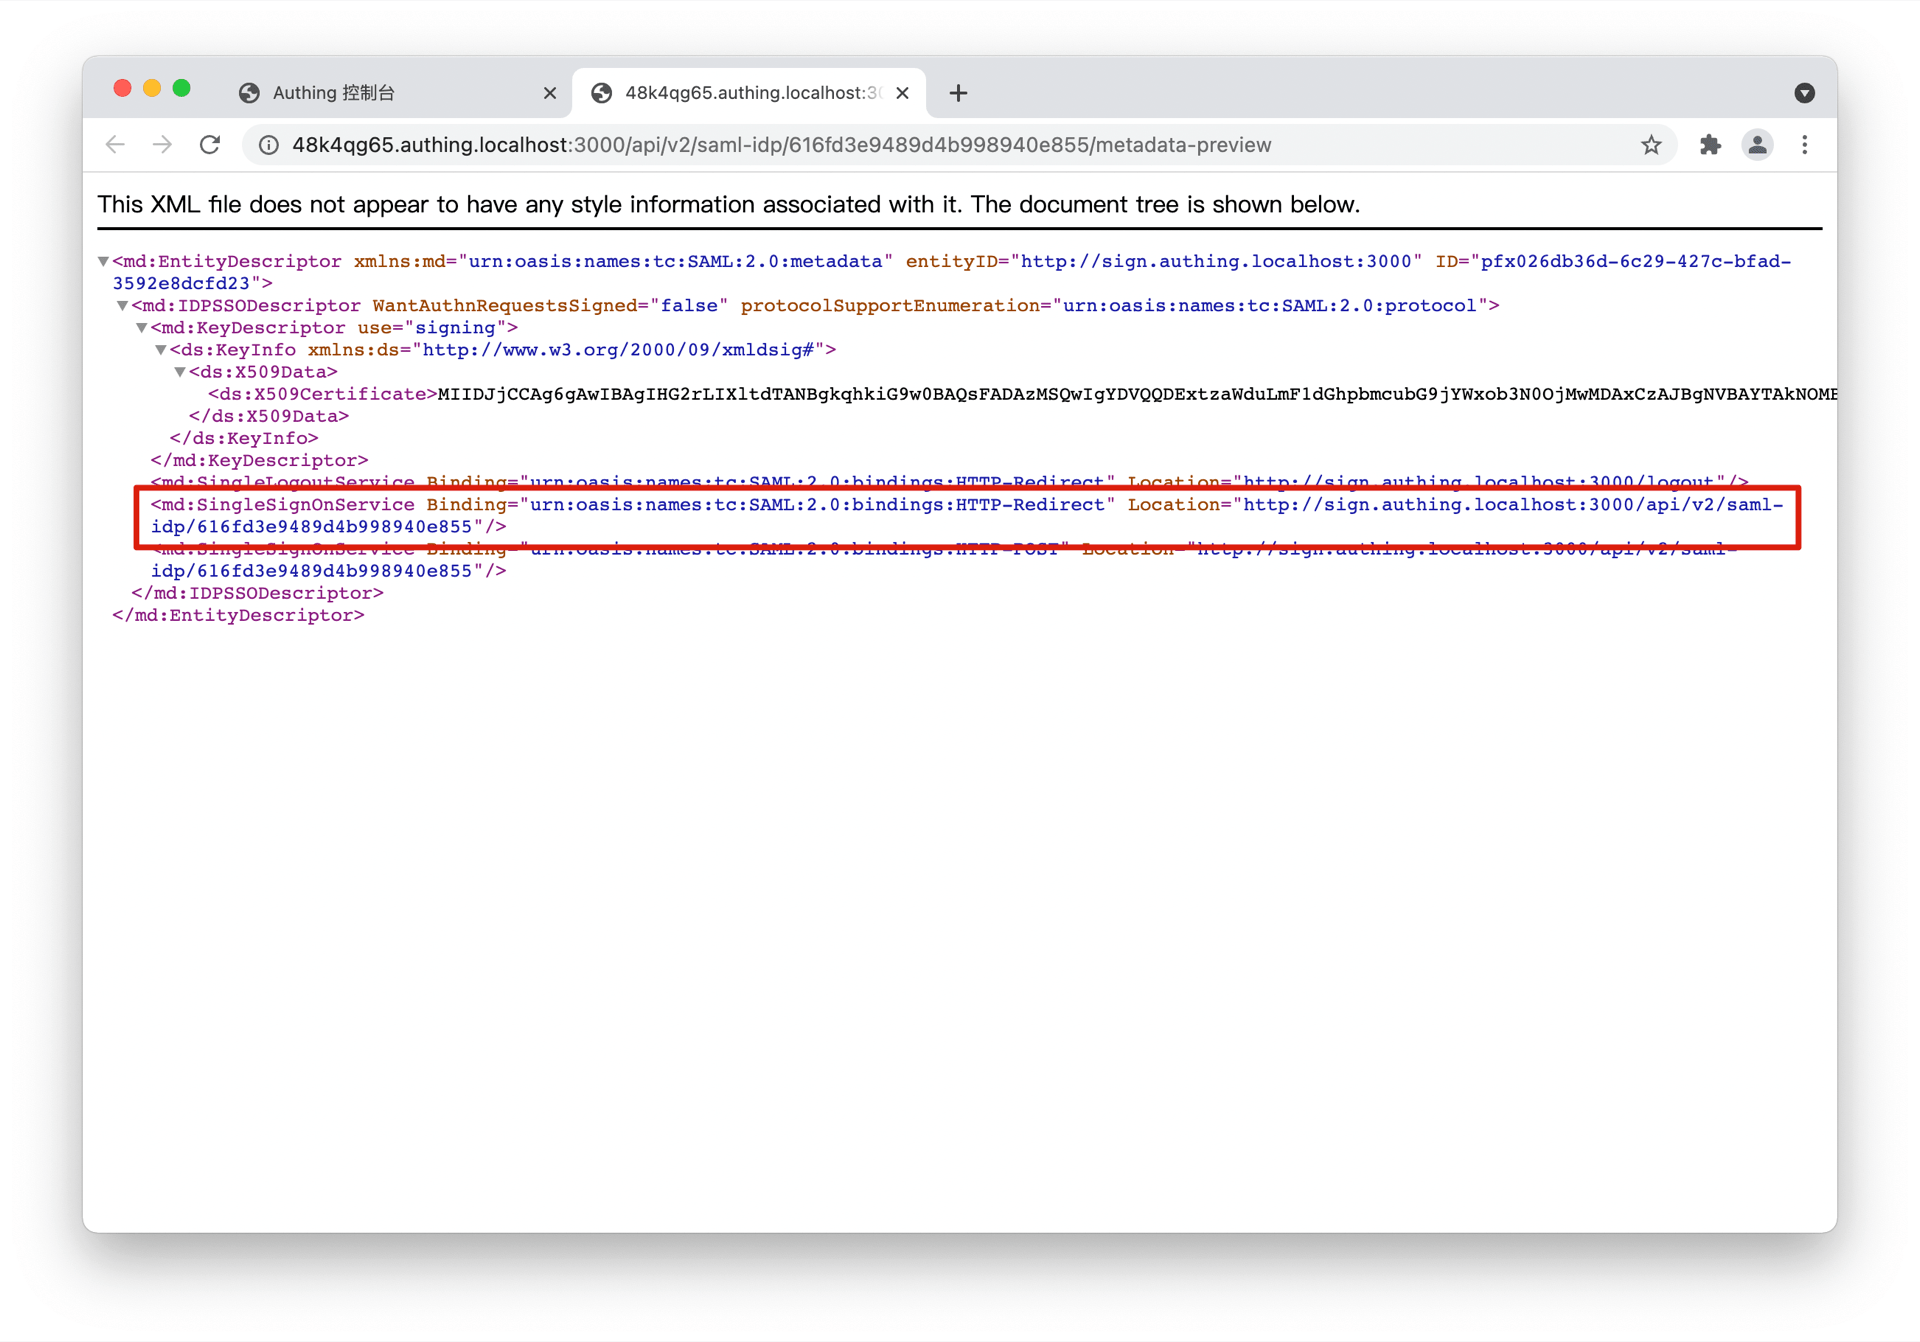 Authing 控制台
48k4qg65.authing.localhost:30
48k4qg65.authing.localhost:3000/api/v2/saml-idp/616fd3e9489d4b998940e855/metadata-preview
This XML file does not appear to have any style information associated with it. The document tree is shown below.
<md:EntityDescriptor xmlns:md="urn:oasis:names:tc:SAML:2.0:metadata" entityID="http://sign.authing.localhost:3000" ID="pfx026db36d-6c29-427c-bfad-
3592e8dcfd23">
<md:IDPSSODescriptor WantAuthnRequestsSigned="false" protocolSupportEnumeration="urn:oasis:names:tc:SAML:2.0:protocol">
<md:KeyDescriptor use="signing">
<ds:KeyInfo xmlns:ds="http://www.w3.org/2000/09/xmldsig#">
<ds:X509Data>
<ds:X509Certificate>MIIDJjCCAg6gAwIBAgIHG2rLIXltdTANBgkqhkiG9w0BAQsFADAzMSQwIgYDVQQDExtzaWduLmF1dGhpbmcubG9jYWxob3N0OjMwMDAxCzAJBgNVBAYTAkNOME
</ds:X509Data>
</ds:KeyInfo>
</md:KeyDescriptor>
<md:SingleLogoutService Binding="urn:oasis:names:tc:SAML:2.0:bindings:HTTP-Redirect" Location="http://sign.authing.localhost:3000/logout"/>
<md:SingleSignOnService Binding="urn:oasis:names:tc:SAML:2.0:bindings:HTTP-Redirect" Location="http://sign.authing.localhost:3000/api/v2/saml-
idp/616fd3e9489d4b998940e855"/>
<md:SingleSignOnService Binding="urn:oasis:names:tc:SAML:2.0:bindings:HTTP-POST" Location="http://sign.authing.localhost:3000/api/v2/saml-
idp/616fd3e9489d4b998940e855"/>
</md:IDPSSODescriptor>
</md:EntityDescriptor>